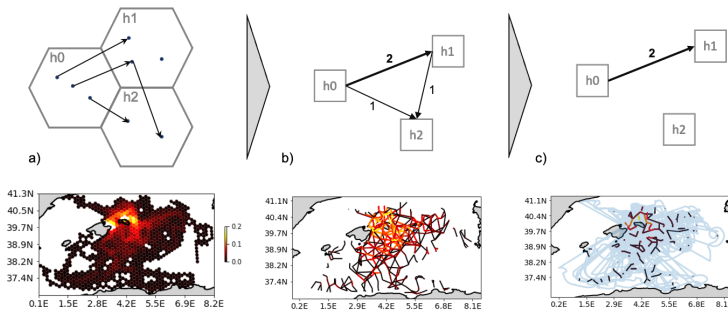 h1
h0
h2
a)
2
h1
h0
1
1
h2
b)
2
h1
h0
h2
c)
41.3N
40.5N
39.7N
38.9N
38.2N
37.4N
0.2
0.1
0.0
0.1E 1.5E 2.8E 4.2E 5.5E 6.9E 8.2E
41.1N
40.4N
39.7N
38.9N
38.2N
37.4N
0.1E 1.5E 2.8E 4.2E 5.5E 6.8E 8.1E
41.1N
40.4N
39.7N
38.9N
38.2N
37.4N
0.1E 1.5E 2.8E 4.2E 5.5E 6.8E 8.2E